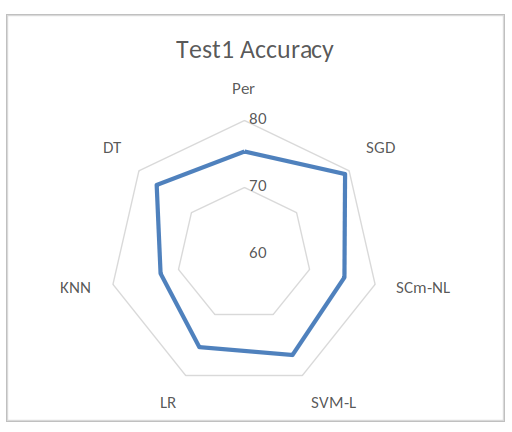 Test1 Accuracy
Per
80
DT
SGD
70
60
KNN
SCm-NL
LR
SVM-L